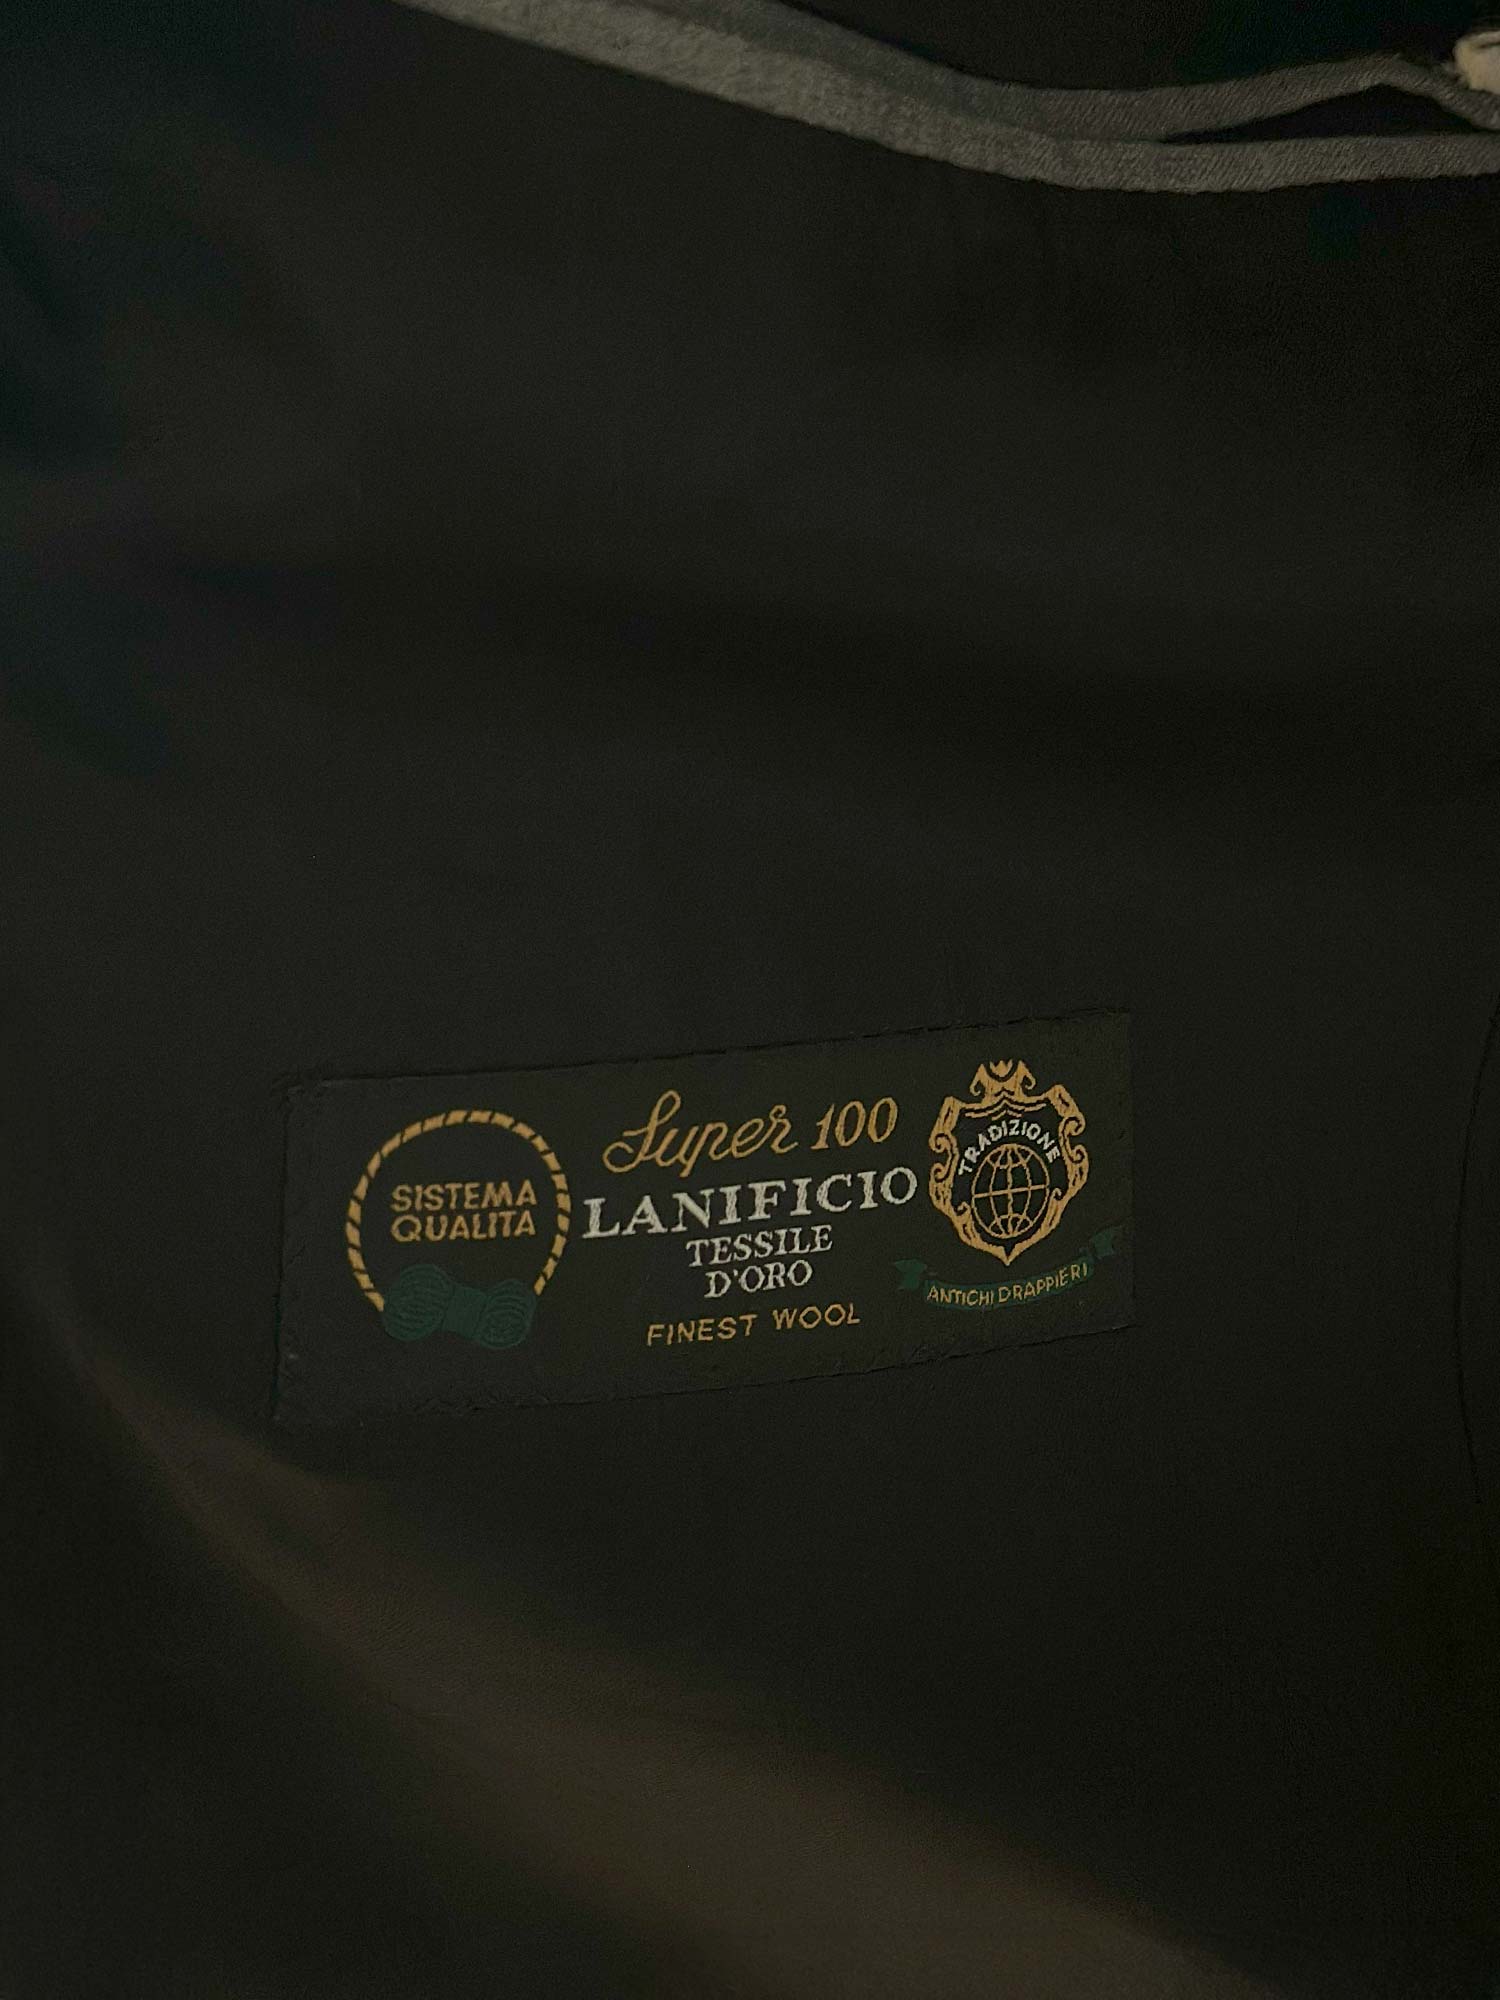 SISTEMA
QUALITA
Super 100
LANIFICIO
TESSILE
D'ORO
FINEST WOOL
TRADIZIONE
ANTICHI DRAPPIERI